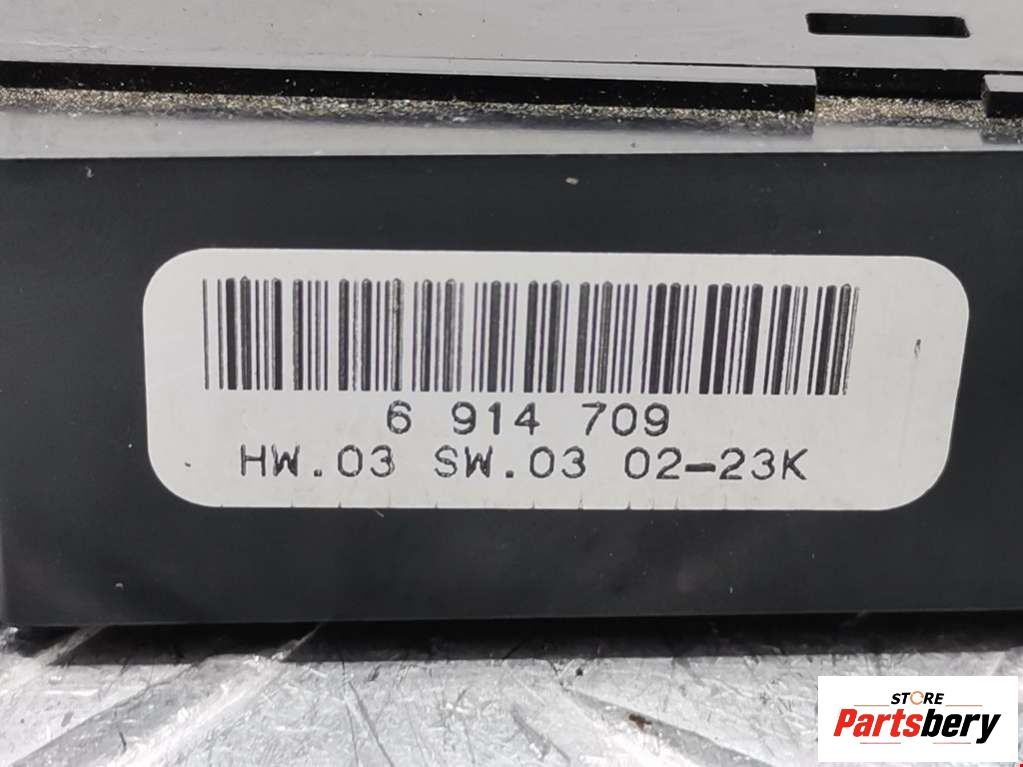 6 914 709
HW.03 SW.03 02-23K
STORE
Partsbery